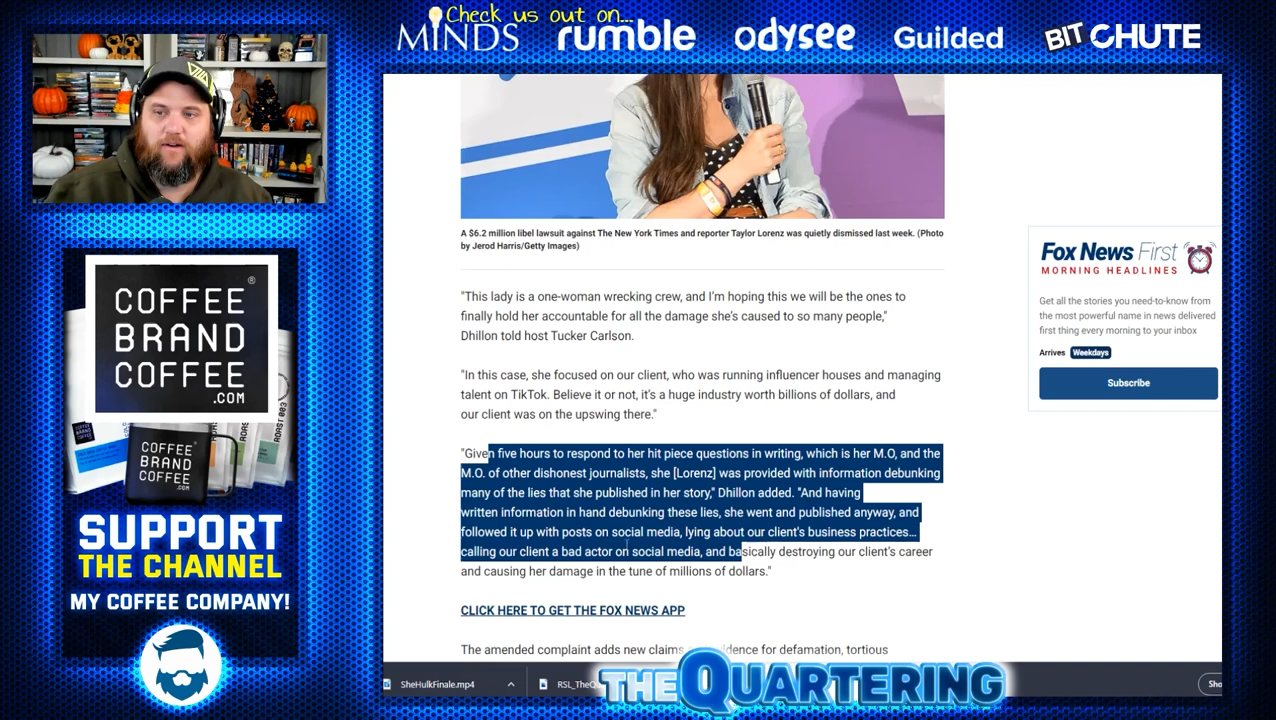 Check us out on...
MINDS
rumble
odysee
Guilded
BIT CHUTE
A $6.2 million libel lawsuit against The New York Times and reporter Taylor Lorenz was quietly dismissed last week. (Photo
by Jerod Harris/Getty Images)
"This lady is a one-woman wrecking crew, and I'm hoping this we will be the ones to
finally hold her accountable for all the damage she's caused to so many people,"
Dhillon told host Tucker Carlson.
"In this case, she focused on our client, who was running influencer houses and managing
talent on TikTok. Believe it or not, it's a huge industry worth billions of dollars, and
our client was on the upswing there."
"Given five hours to respond to her hit piece questions in writing, which is her M.O, and the
M.O. of other dishonest journalists, she [Lorenz] was provided with information debunking
many of the lies that she published in her story," Dhillon added. "And having
written information in hand debunking these lies, she went and published anyway, and
followed it up with posts on social media, lying about our client's business practices...
calling our client a bad actor on social media, and basically destroying our client's career
and causing her damage in the tune of millions of dollars."
CLICK HERE TO GET THE FOX NEWS APP
The amended complaint adds new claims for defamation, tortious
Fox News First
MORNING HEADLINES
Get all the stories you need-to-know from
the most powerful name in news delivered
first thing every morning to your inbox
Arrives Weekdays
Subscribe
COFFEE
BRAND
COFFEE
.COM
®
COFFEE
BRAND
COFFEE
.COM
SUPPORT
THE CHANNEL
MY COFFEE COMPANY!
SheHulkFinale.mp4
THE QUARTERING